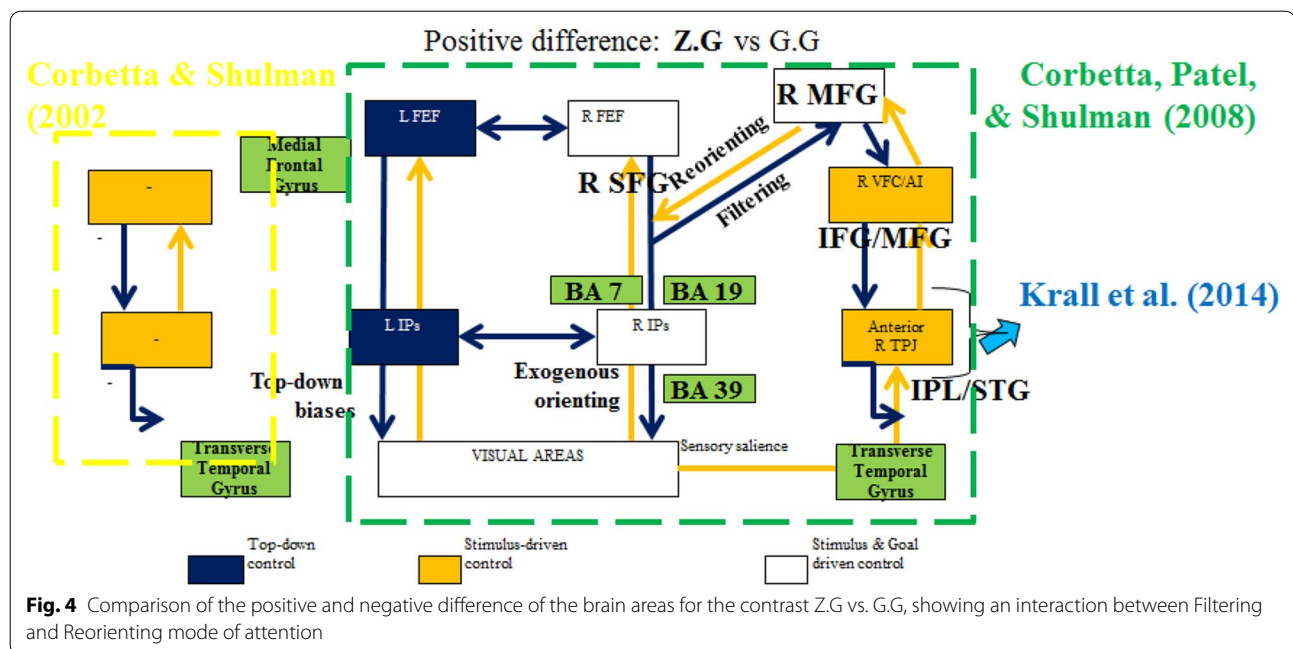 Positive difference: Z.G vs G.G
Corbetta & Shulman
(2002
Corbetta, Patel,
& Shulman (2008)
Medial
Frontal
Gyrus
L FEF
R FEF
R MFG
R SFG
Reorienting
Filtering
R VFC/AI
IFG/MFG
-
-
-
-
BA 7
BA 19
Krall et al. (2014)
L IPs
R IPs
Anterior
R TPJ
Top-down
biases
Exogenous
orienting
BA 39
IPL/STG
Transverse
Temporal
Gyrus
VISUAL AREAS
Sensory salience
Transverse
Temporal
Gyrus
Top-down
control
Stimulus-driven
control
Stimulus & Goal
driven control
Fig. 4 Comparison of the positive and negative difference of the brain areas for the contrast Z.G vs. G.G, showing an interaction between Filtering
and Reorienting mode of attention